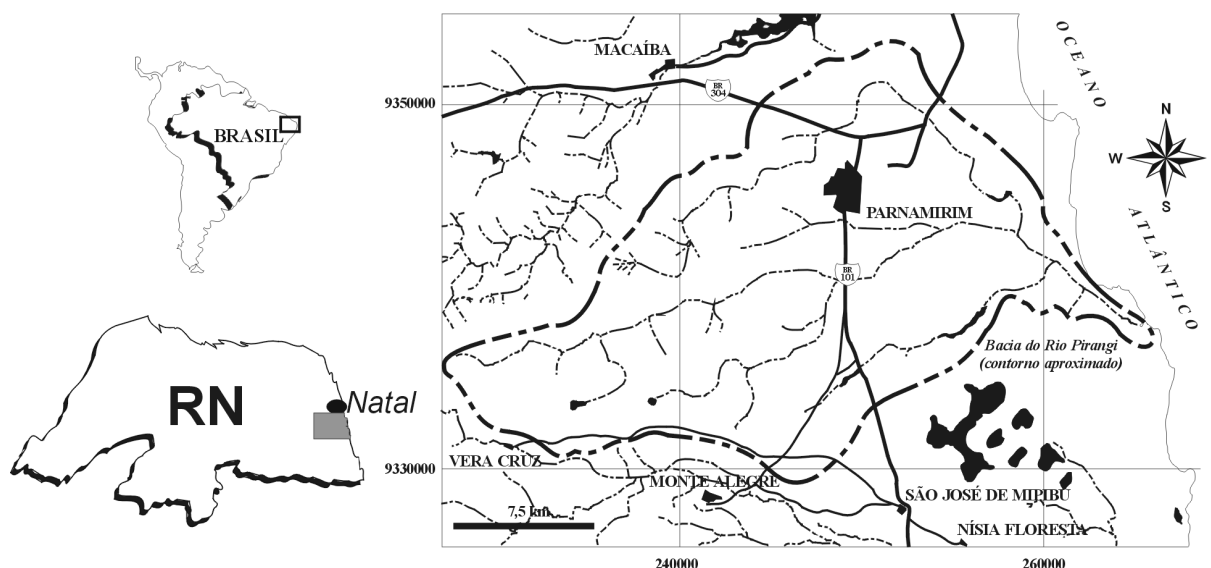 BRASIL
RN
Natal
MACAÍBA
BR
304
9350000
OCEANO
ATLÂNTICO
N
W
S
PARNAMIRIM
BR
101
Bacia do Rio Pirangi
(contorno aproximado)
VERA CRUZ
9330000
MONTE ALEGRE
SÃO JOSÉ DE MIPIBÚ
7,5 km
NÍSIA FLORESTA
240000
260000